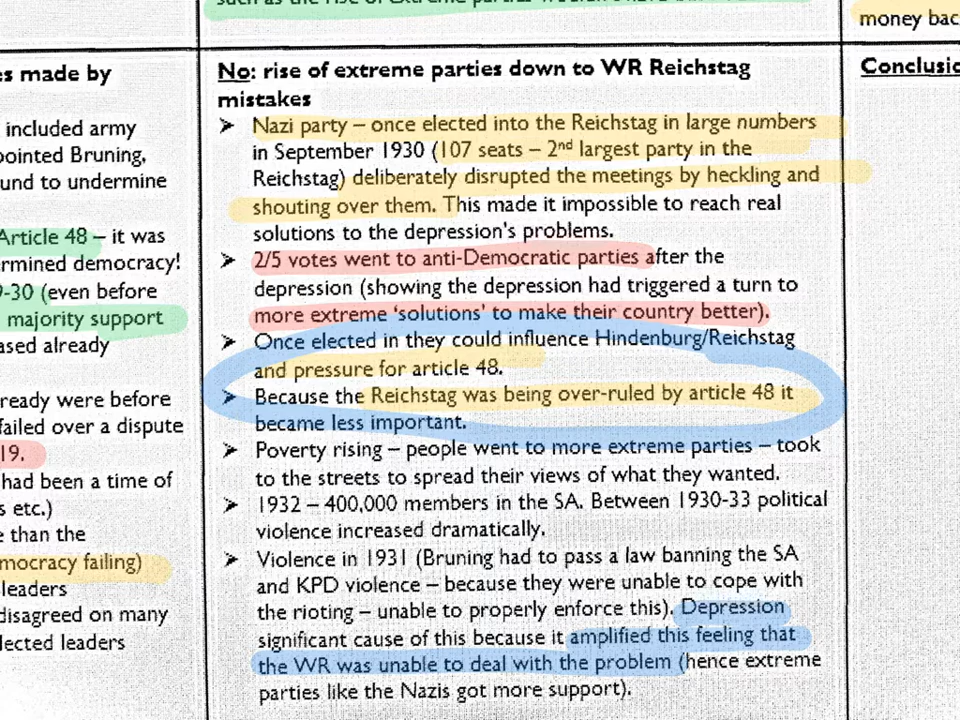 money bac
es made by
included army
pointed Bruning,
und to undermine
Article 48 – it was
ermined democracy!
9-30 (even before
majority support
ased already
ready were before
failed over a dispute
19.
had been a time of
s etc.)
e than the
mocracy failing)
leaders
disagreed on many
lected leaders
No: rise of extreme parties down to WR Reichstag
mistakes
➤ Nazi party – once elected into the Reichstag in large numbers
in September 1930 (107 seats – 2nd largest party in the
Reichstag) deliberately disrupted the meetings by heckling and
shouting over them. This made it impossible to reach real
solutions to the depression's problems.
➤ 2/5 votes went to anti-Democratic parties after the
depression (showing the depression had triggered a turn to
more extreme 'solutions' to make their country better).
➤ Once elected in they could influence Hindenburg/Reichstag
and pressure for article 48.
➤ Because the Reichstag was being over-ruled by article 48 it
became less important.
➤ Poverty rising – people went to more extreme parties – took
to the streets to spread their views of what they wanted.
➤ 1932 – 400,000 members in the SA. Between 1930-33 political
violence increased dramatically.
➤ Violence in 1931 (Bruning had to pass a law banning the SA
and KPD violence – because they were unable to cope with
the rioting – unable to properly enforce this). Depression
significant cause of this because it amplified this feeling that
the WR was unable to deal with the problem (hence extreme
parties like the Nazis got more support).
Conclusio